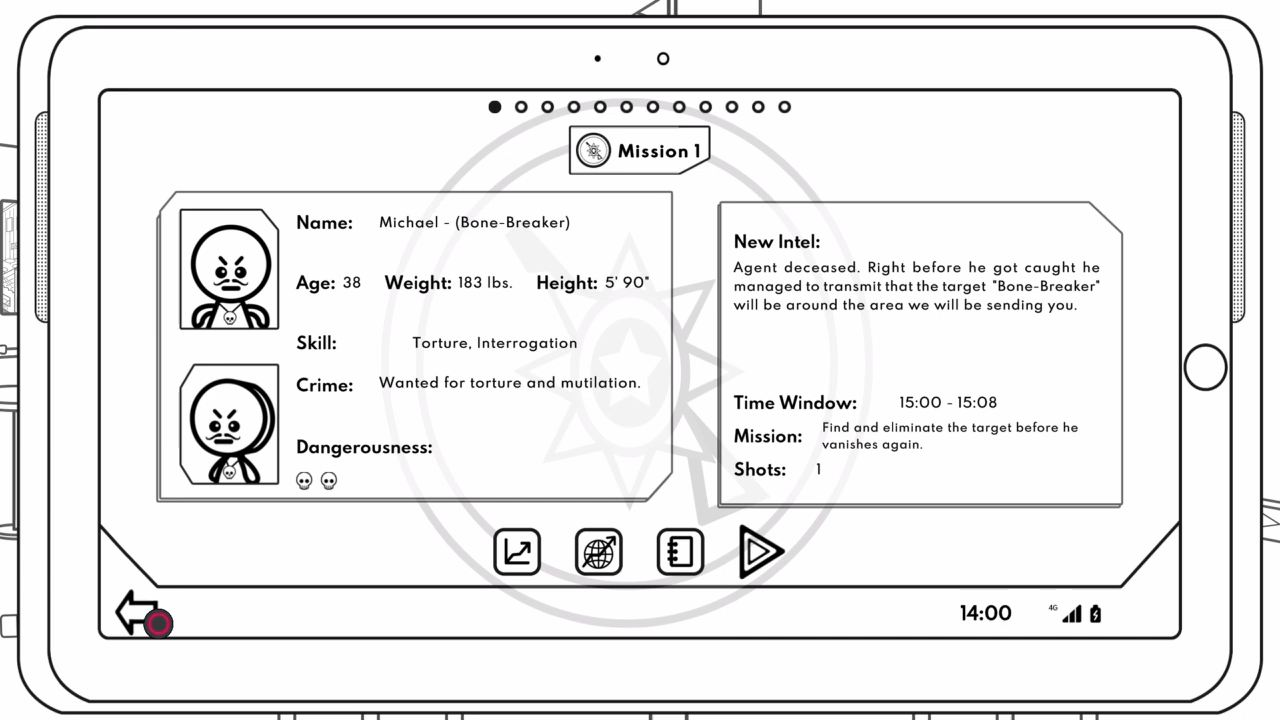 Mission 1
Name: Michael - (Bone-Breaker)
Age: 38 Weight: 183 lbs. Height: 5' 90"
Skill: Torture, Interrogation
Crime: Wanted for torture and mutilation.
Dangerousness:
New Intel:
Agent deceased. Right before he got caught he
managed to transmit that the target "Bone-Breaker"
will be around the area we will be sending you.
Time Window: 15:00 - 15:08
Mission: Find and eliminate the target before he
vanishes again.
Shots: 1
14:00 4G